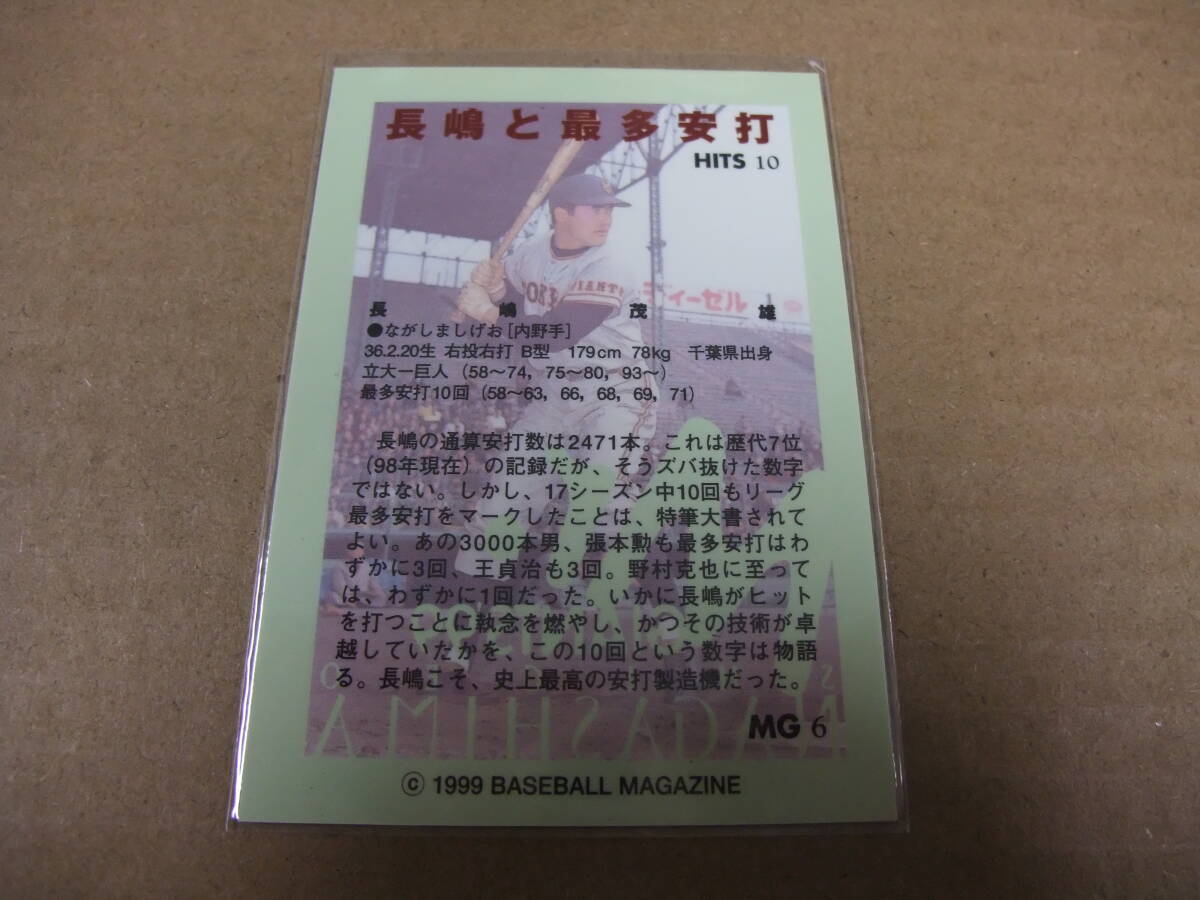 長嶋と最多安打
HITS 10
ディーゼル
長嶋茂雄
●ながしましげお[内野手]
36.2.20生 右投右打 B型 179cm 78kg 千葉県出身
立大ー巨人（58〜74，75〜80，93〜）
最多安打10回（58〜63，66，68，69，71）
長嶋の通算安打数は2471本。これは歴代7位
（98年現在）の記録だが、そうズバ抜けた数字
ではない。しかし、17シーズン中10回もリーグ
最多安打をマークしたことは、特筆大書されて
よい。あの3000本男、張本勲も最多安打はわ
ずかに3回、王貞治も3回。野村克也に至って
は、わずかに1回だった。いかに長嶋がヒット
を打つことに執念を燃やし、かつその技術が卓
越していたかを、この10回という数字は物語
る。長嶋こそ、史上最高の安打製造機だった。
NAGASHIMA
MG 6
© 1999 BASEBALL MAGAZINE